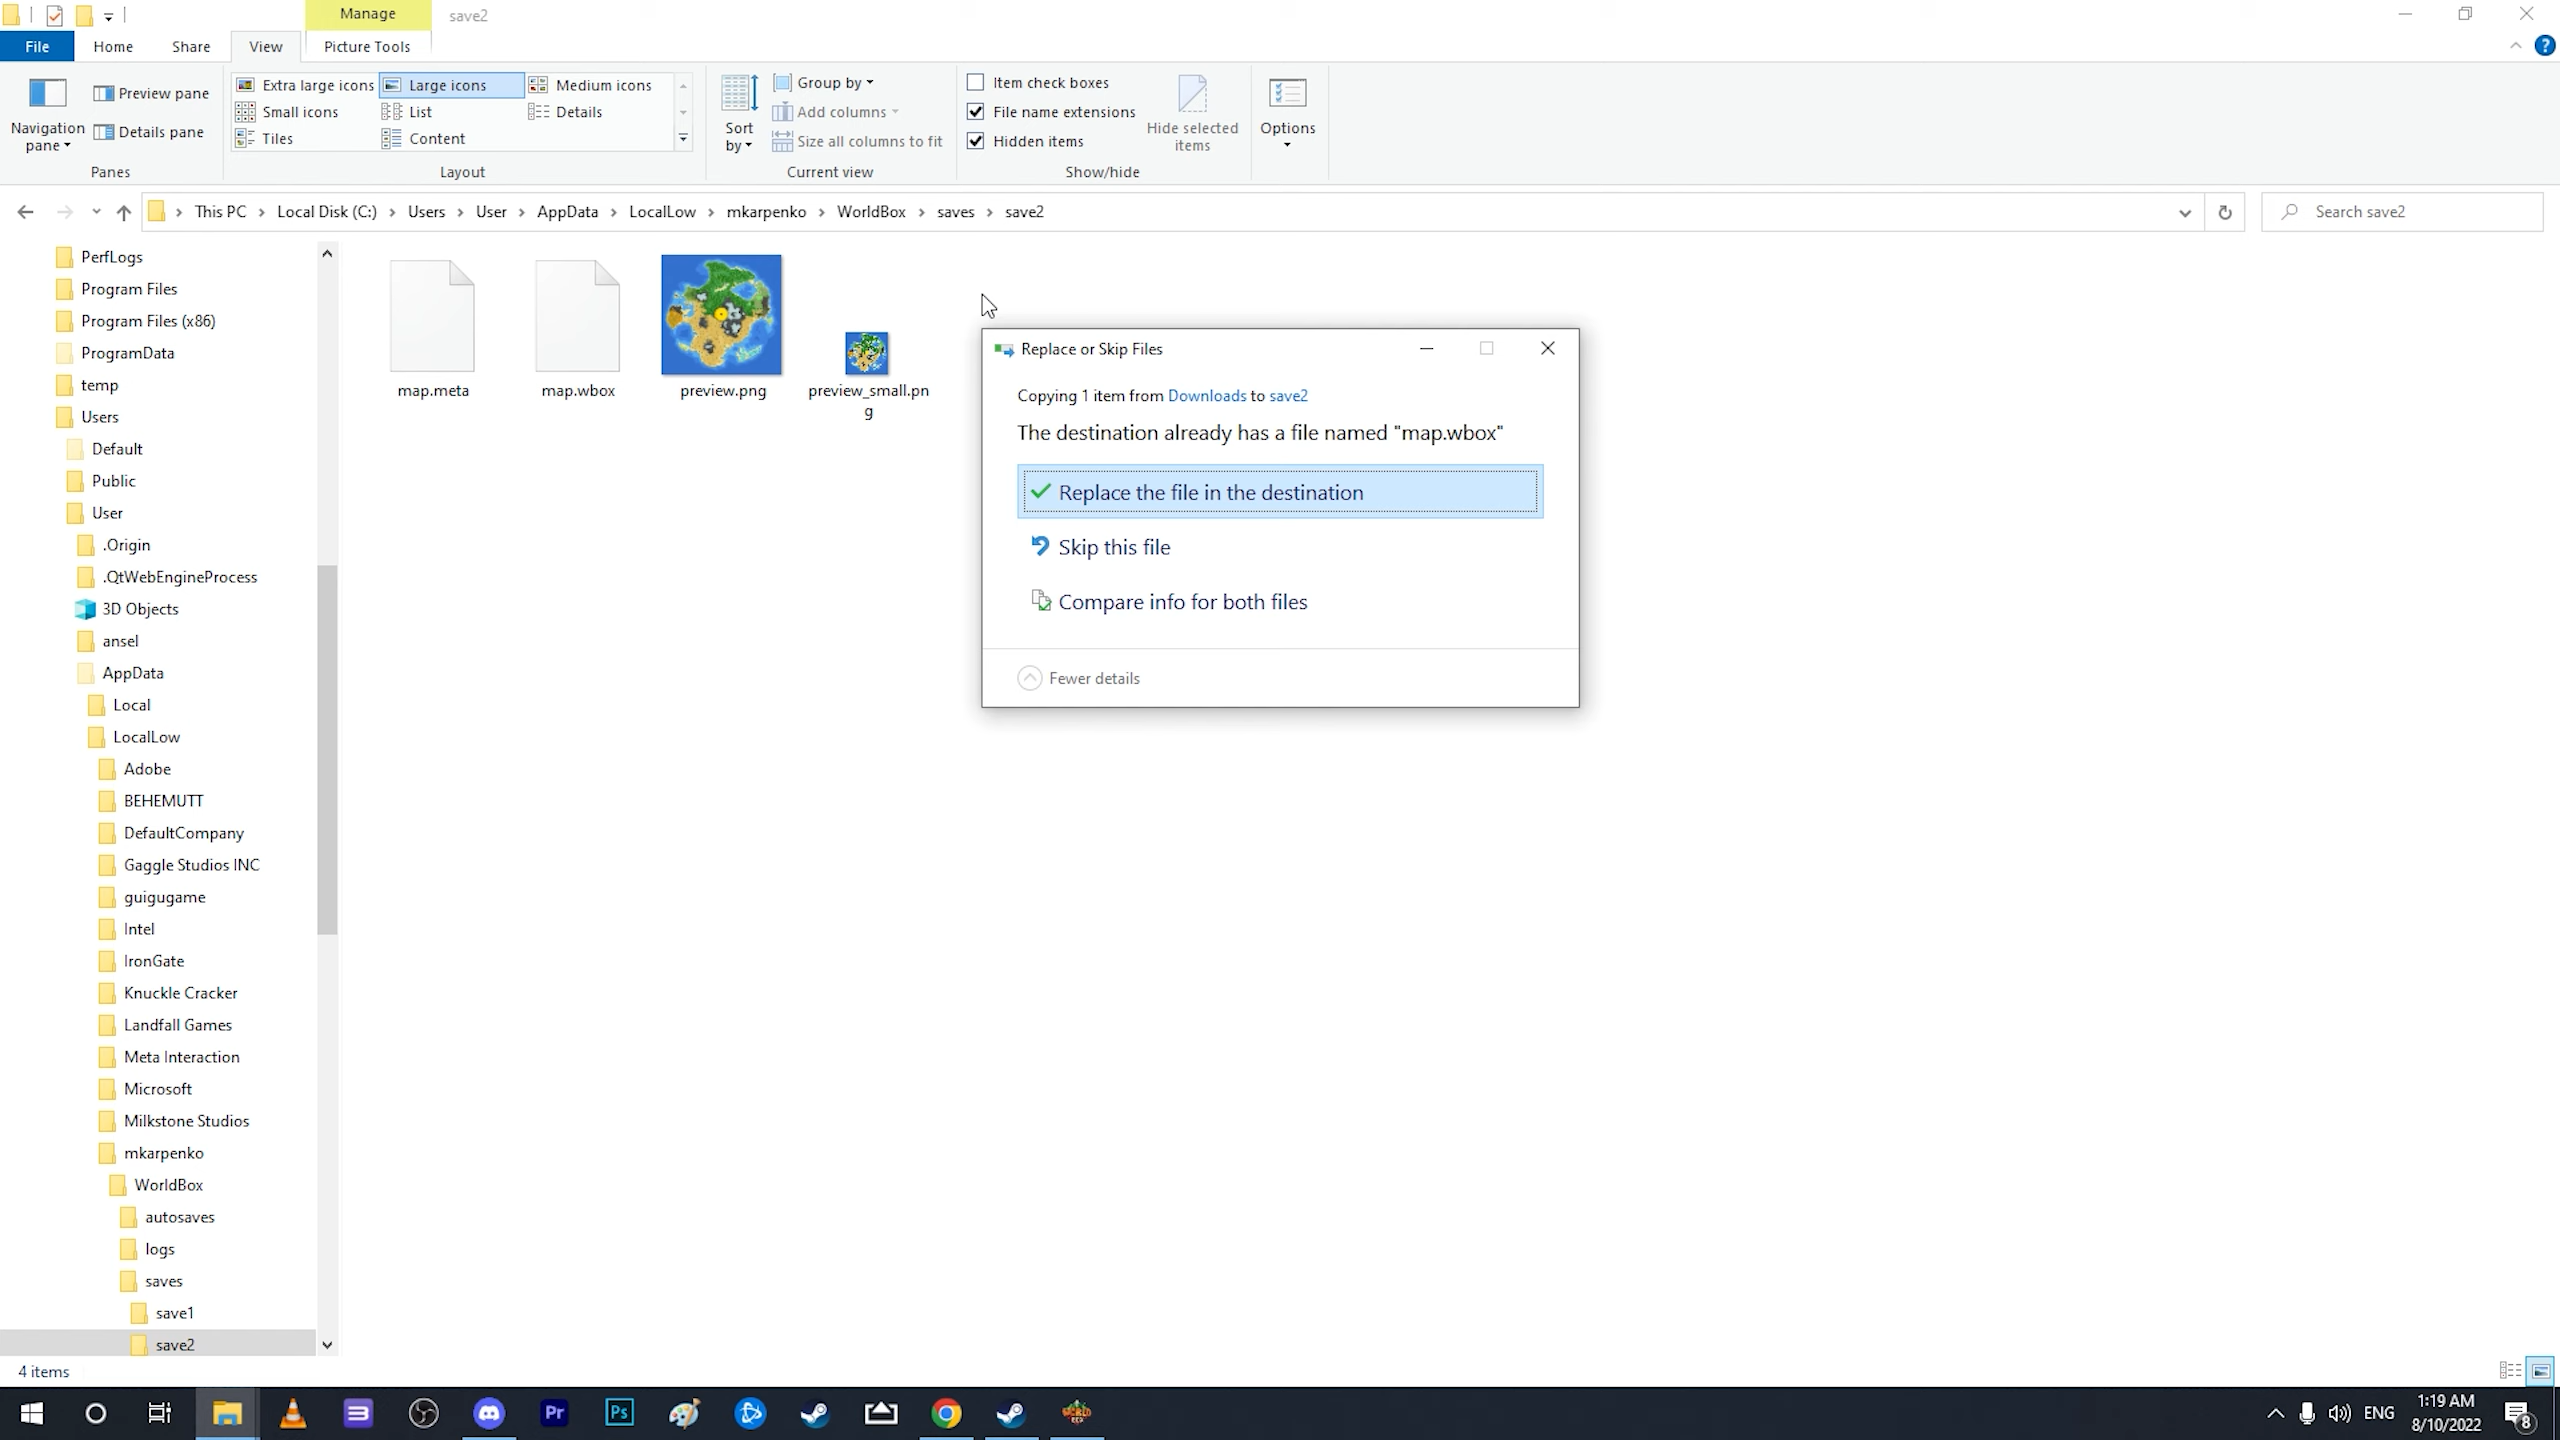 Manage
save2
File
Home
Share
View
Picture Tools
Navigation
pane
Preview pane
Details pane
Panes
Extra large icons
Large icons
Medium icons
Small icons
List
Details
Tiles
Content
Layout
Sort
by
Group by
Add columns
Size all columns to fit
Current view
Item check boxes
File name extensions
Hidden items
Hide selected
items
Show/hide
Options
This PC > Local Disk (C:) > Users > User > AppData > LocalLow > mkarpenko > WorldBox > saves > save2
Search save2
PerfLogs
Program Files
Program Files (x86)
ProgramData
temp
Users
Default
Public
User
.Origin
.QtWebEngineProcess
3D Objects
ansel
AppData
Local
LocalLow
Adobe
BEHEMUTT
DefaultCompany
Gaggle Studios INC
guigugame
Intel
IronGate
Knuckle Cracker
Landfall Games
Meta Interaction
Microsoft
Milkstone Studios
mkarpenko
WorldBox
autosaves
logs
saves
save1
save2
map.meta
map.wbox
preview.png
preview_small.pn
g
Replace or Skip Files
Copying 1 item from Downloads to save2
The destination already has a file named "map.wbox"
Replace the file in the destination
Skip this file
Compare info for both files
Fewer details
4 items
Pr
Ps
WORLD
BOX
ENG
1:19 AM
8/10/2022
8